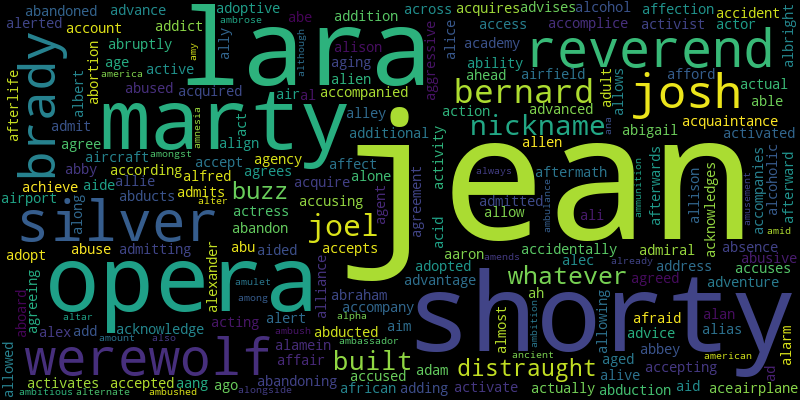 abandoned advance adoptive abe addition across acquires advises alcohol affection accident
alerted account addict ambrose although alison accompanied aggressive alice access accomplice activist actor albright
lara
abruptly ally amy aging alien academy ability ahead reverend
brady abortion age active america airfield afford adult allows actual able
afterlife albert abused acquired air al bernard josh
marty action advanced acquaintance
admit act amnesia alley additional nickname ana abigail activated
agree aircraft amongst align activity allen
according accept agency affect alone jean always aftermath afterwards allison accompanies alcoholic afterward
abby allie alfred agrees acquire agent agreement admitted ambulance ali ammunition acknowledges amusement
achieve aide admits buzz accusing
airport along abducts alter actress joel acid allow amid
silver abandon
adopt abuse admitting alexander abu aided accepts aaron accidentally admiral absence abusive
opera adopted amends alec already address accuses
agreeing amulet alliance abraham advantage whatever agreed adventure
aboard altar among accompany ah shorty allowing afraid alan alias
alex add acknowledge acting alert alpha abducted aim almost ambition advice alarm
amount also ambush alamein ambassador ancient abbey american
allowed werewolf affair built distraught aged accepting ad
activates accepted aang ago abandoning accused adam alive abduction aid ace airplane
ambitious alternate ambushed alongside african adding activate actually